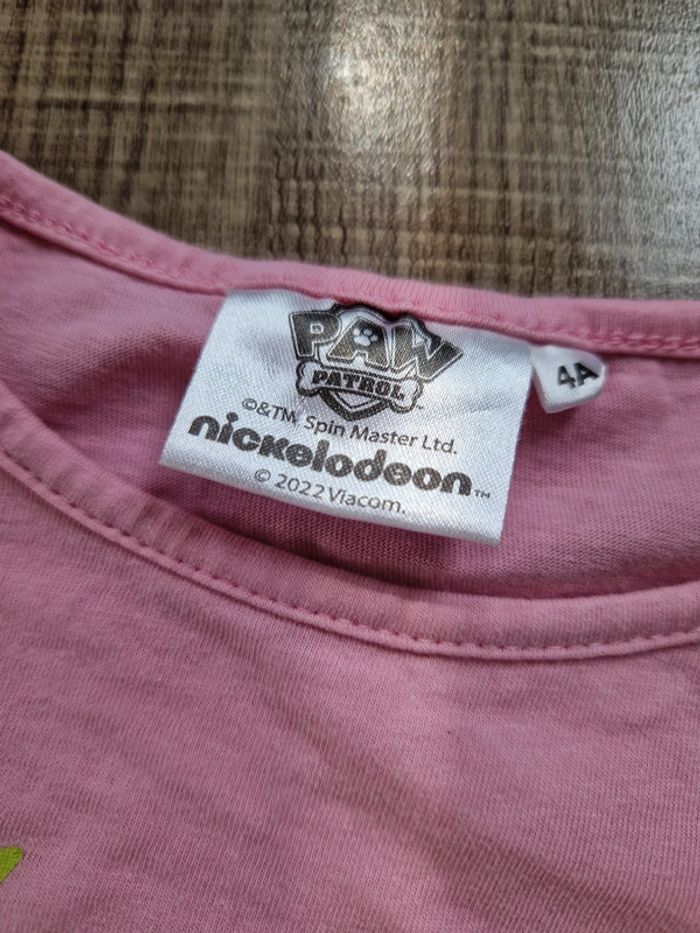 PAW
PATROL
©&TM Spin Master Ltd.
nickelodeon™
© 2022 Viacom.
4A